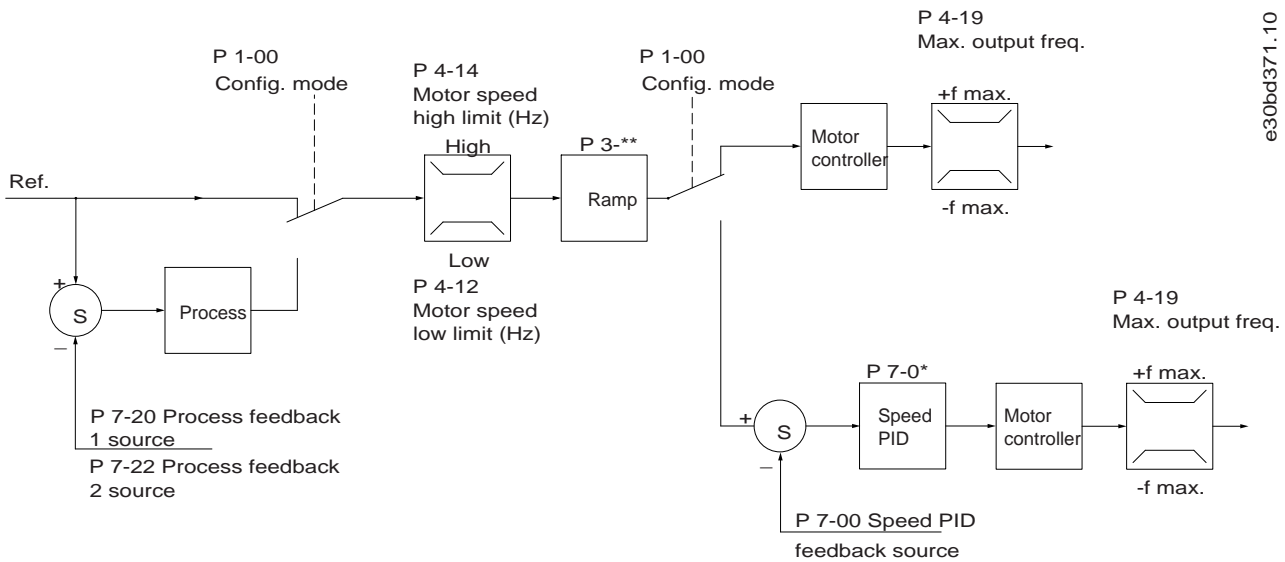 P 4-19
Max. output freq.
e30bd371.10
P 1-00
Config. mode
P 4-14
Motor speed
high limit (Hz)
P 1-00
Config. mode
+f max.
High
P 3-**
Motor
controller
Ref.
Ramp
-f max.
Low
P 4-12
Motor speed
low limit (Hz)
+
S
–
Process
P 4-19
Max. output freq.
P 7-20 Process feedback
1 source
P 7-22 Process feedback
2 source
P 7-0*
+f max.
+
S
–
Speed
PID
Motor
controller
-f max.
P 7-00 Speed PID
feedback source